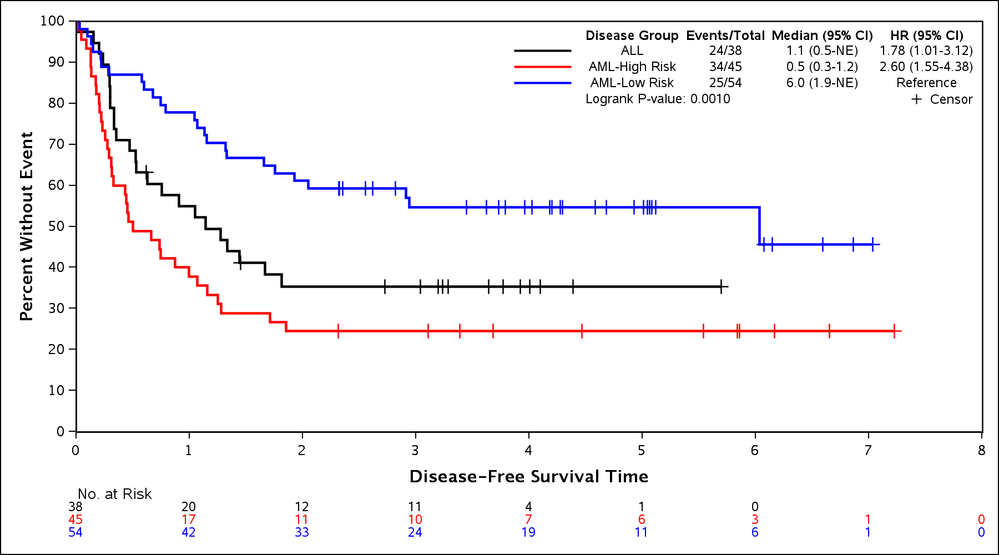 Disease Group Events/Total Median (95% CI) HR (95% CI)
ALL 24/38 1.1 (0.5-NE) 1.78 (1.01-3.12)
AML-High Risk 34/45 0.5 (0.3-1.2) 2.60 (1.55-4.38)
AML-Low Risk 25/54 6.0 (1.9-NE) Reference
Logrank P-value: 0.0010 + Censor
Percent Without Event
100
90
80
70
60
50
40
30
20
10
0
0 1 2 3 4 5 6 7 8
Disease-Free Survival Time
No. at Risk
38 20 12 11 4 1 0
45 17 11 10 7 6 3 1 0
54 42 33 24 19 11 6 1 0